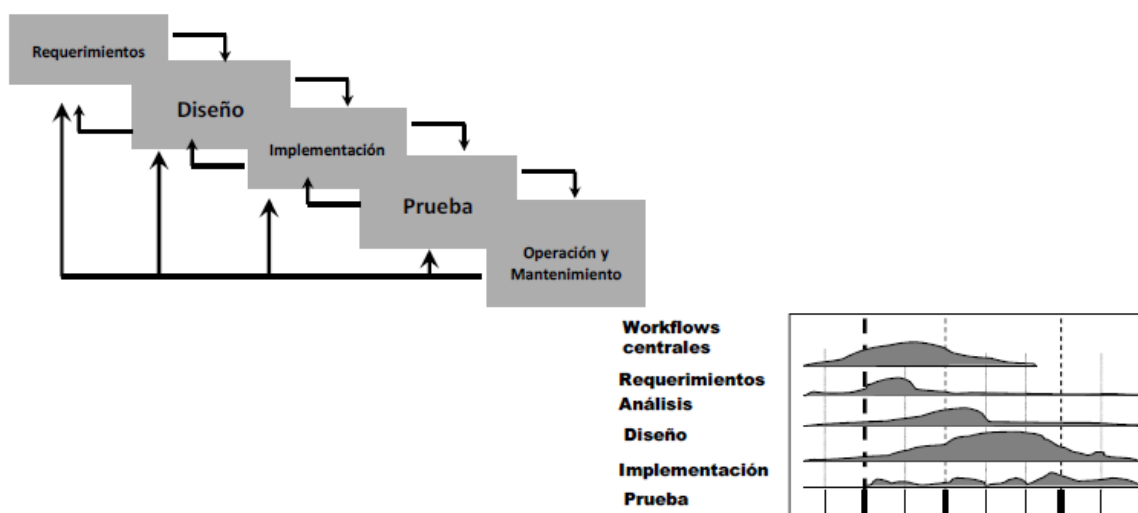 Requerimientos
Diseño
Implementación
Prueba
Operación y
Mantenimiento
Workflows
centrales
Requerimientos
Análisis
Diseño
Implementación
Prueba